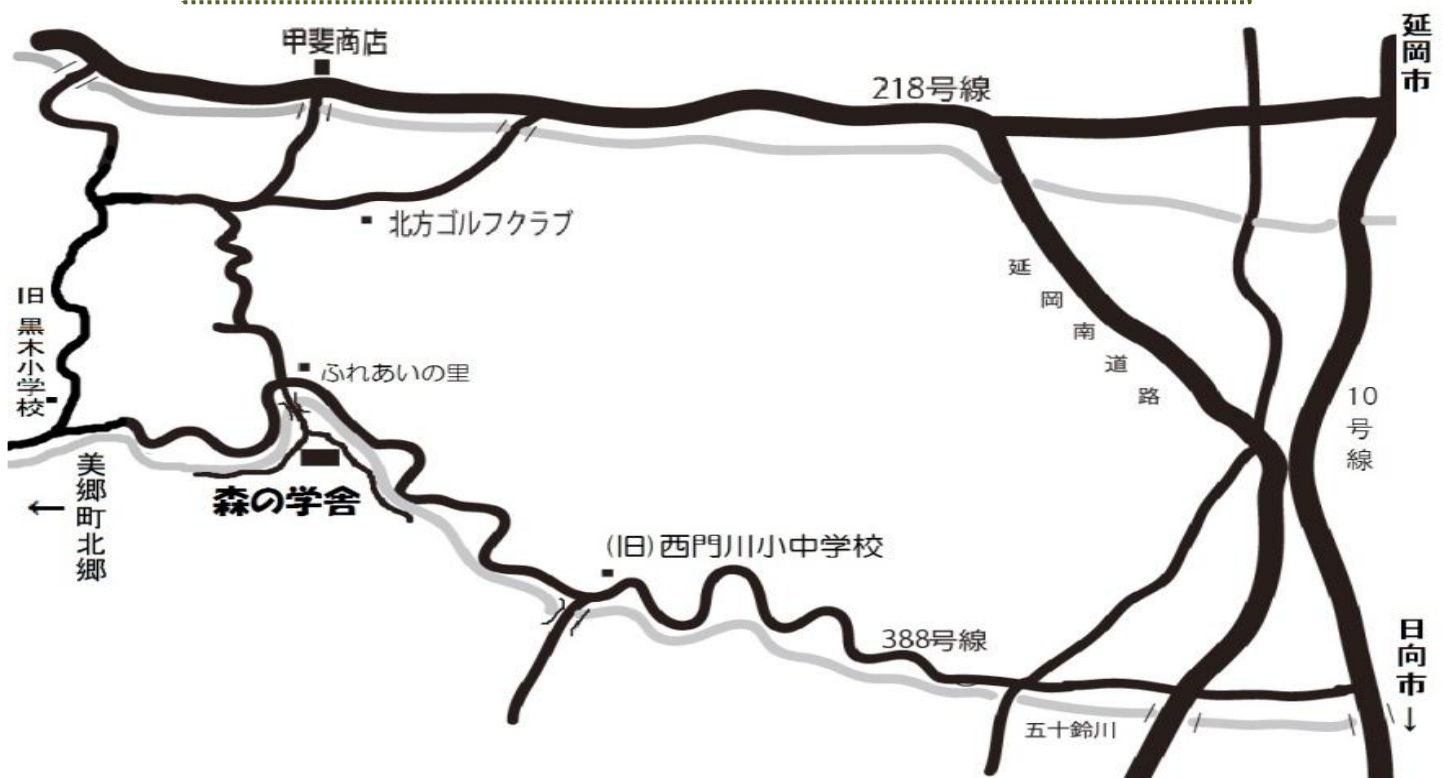 延岡市
甲斐商店
218号線
北方ゴルフクラブ
延岡南道路
旧黒木小学校
ふれあいの里
10号線
美郷町北郷
←
森の学舎
(旧)西門川小中学校
388号線
日向市↓
五十鈴川